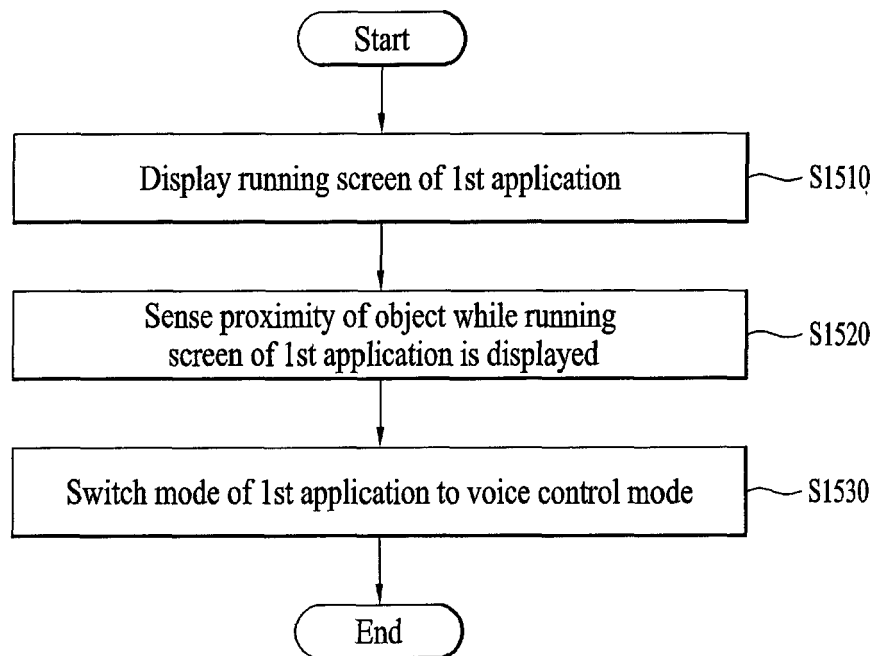 Start
Display running screen of 1st application
S1510
Sense proximity of object while running
screen of 1st application is displayed
S1520
Switch mode of 1st application to voice control mode
S1530
End